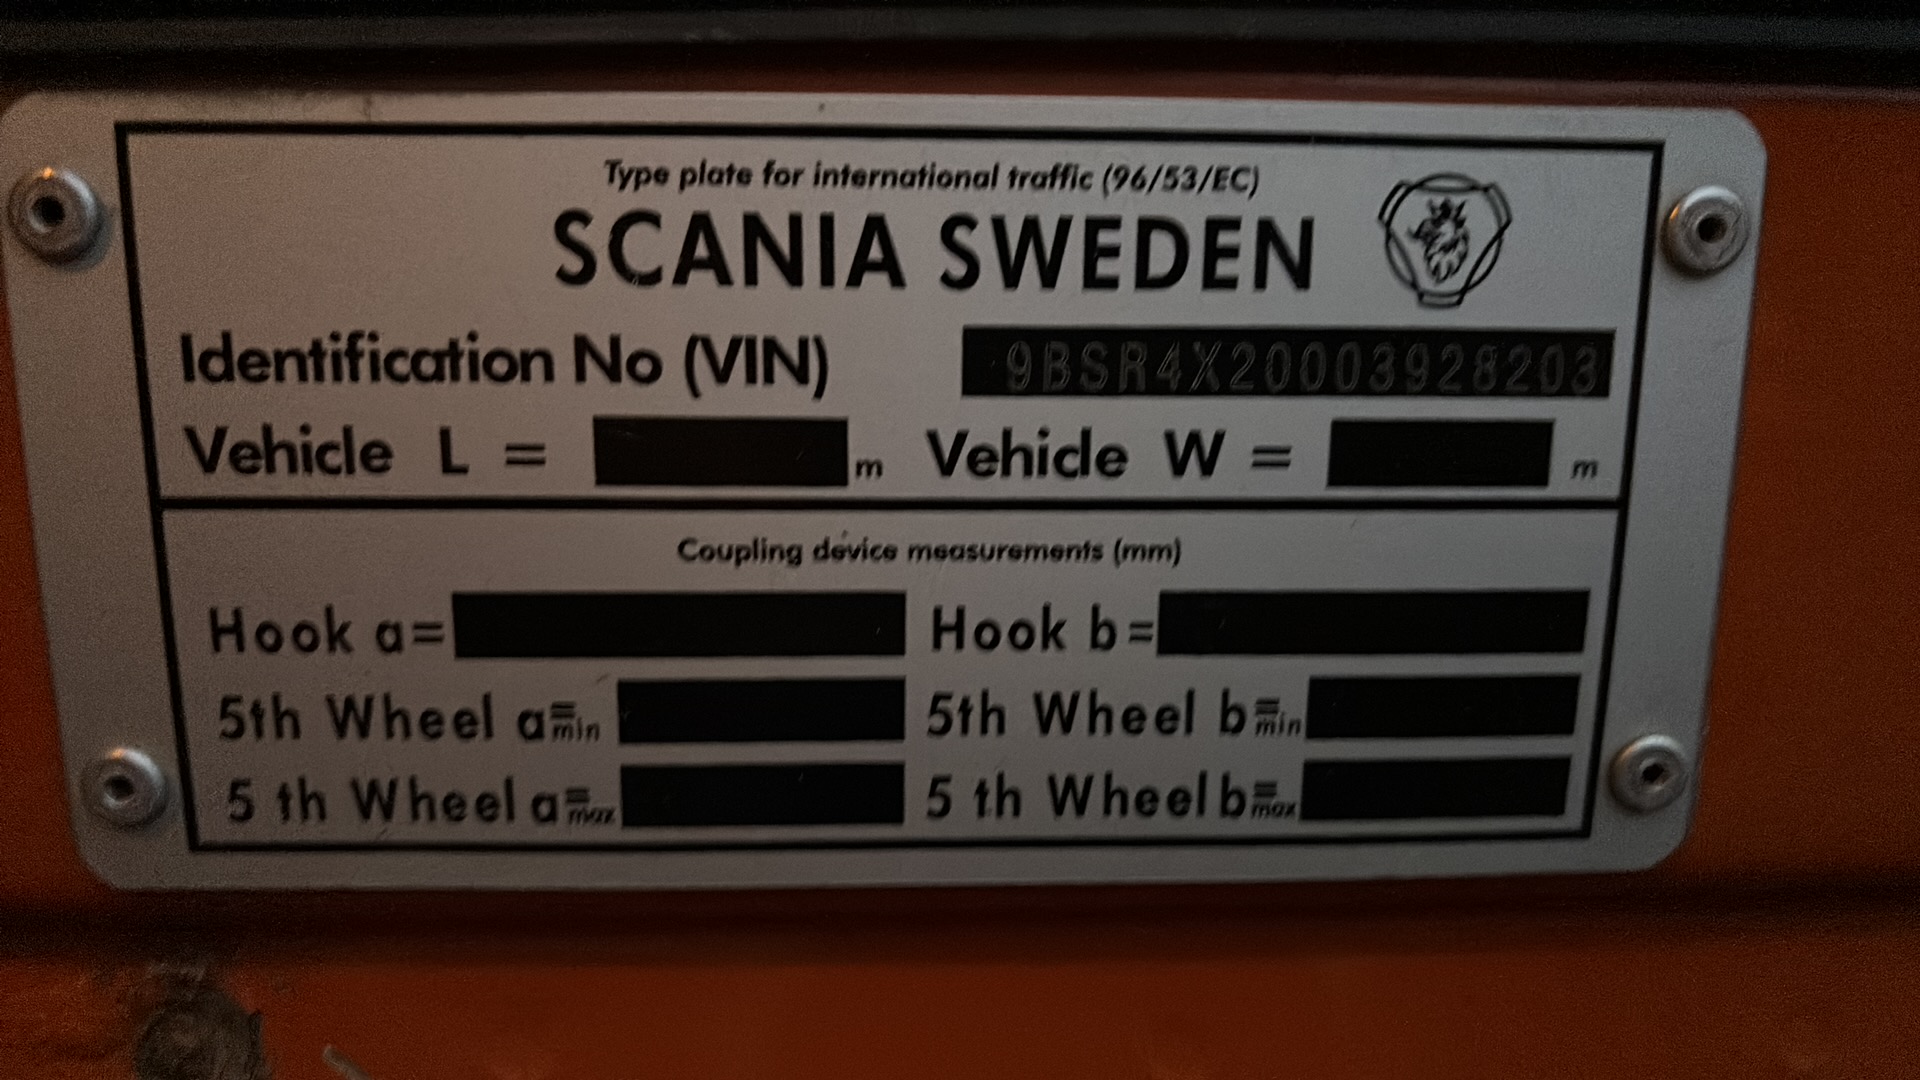 Type plate for international traffic (96/53/EC)
SCANIA SWEDEN
Identification No (VIN) 9BSR4X20003928203
Vehicle L = m Vehicle W = m
Coupling device measurements (mm)
Hook a= Hook b=
5th Wheel a= min 5th Wheel b= min
5 th Wheel a= max 5 th Wheel b= max